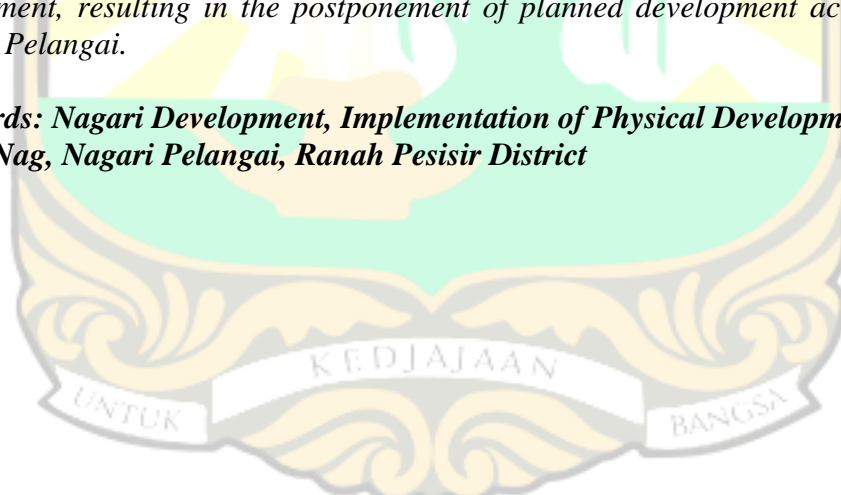 ment, resulting in the postponement of planned development ac
Pelangai.
rds: Nagari Development, Implementation of Physical Developm
Nag, Nagari Pelangai, Ranah Pesisir District
UNTUK KEDJAJAAN BANGSA